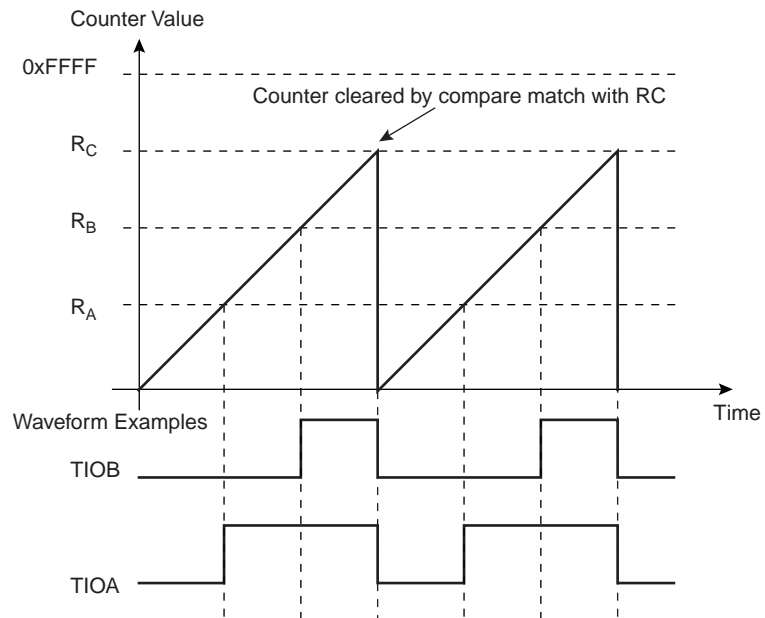 Counter Value
0xFFFF
Counter cleared by compare match with RC
RC
RB
RA
Time
Waveform Examples
TIOB
TIOA